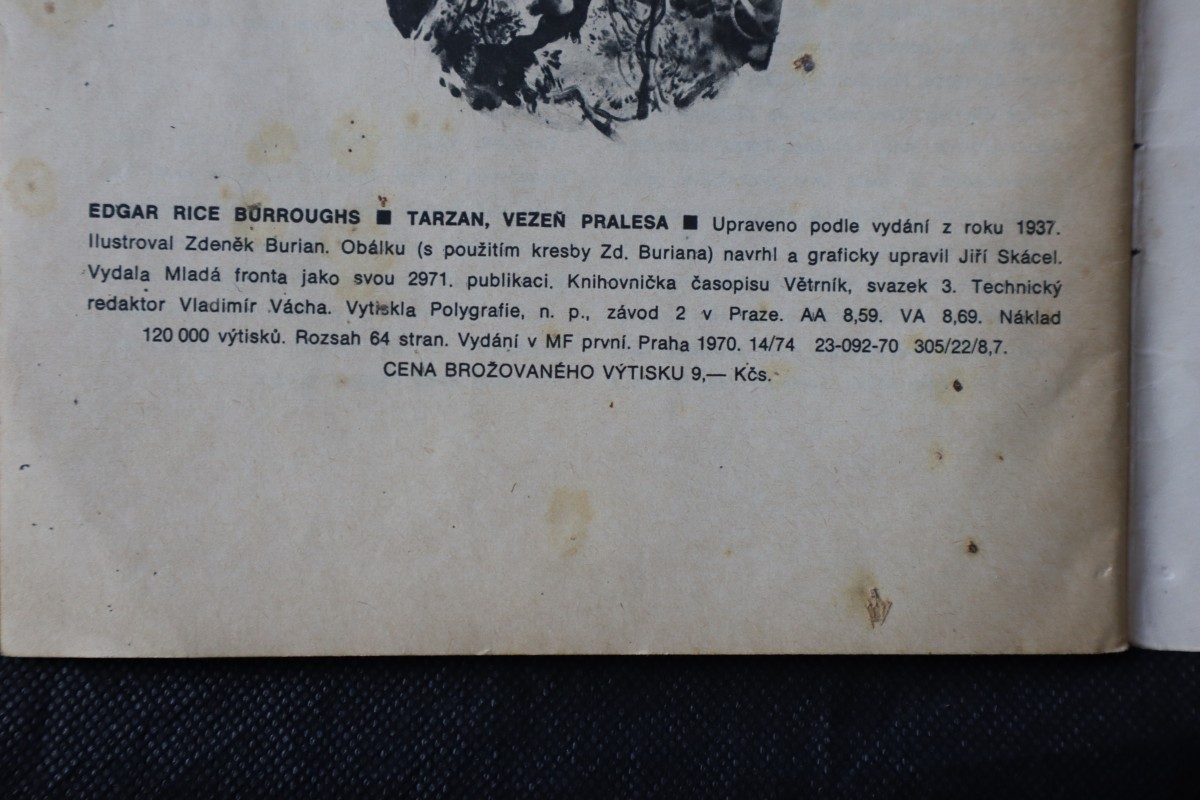 EDGAR RICE BURROUGHS ■ TARZAN, VEZEŇ PRALESA ■ Upraveno podle vydání z roku 1937.
Ilustroval Zdeněk Burian. Obálku (s použitím kresby Zd. Buriana) navrhl a graficky upravil Jiří Skácel.
Vydala Mladá fronta jako svou 2971. publikaci. Knihovnička časopisu Větrník, svazek 3. Technický
redaktor Vladimír Vácha. Vytiskla Polygrafie, n. p., závod 2 v Praze. AA 8,59. VA 8,69. Náklad
120 000 výtisků. Rozsah 64 stran. Vydání v MF první. Praha 1970. 14/74 23-092-70 305/22/8,7.
CENA BROŽOVANÉHO VÝTISKU 9,— Kčs.